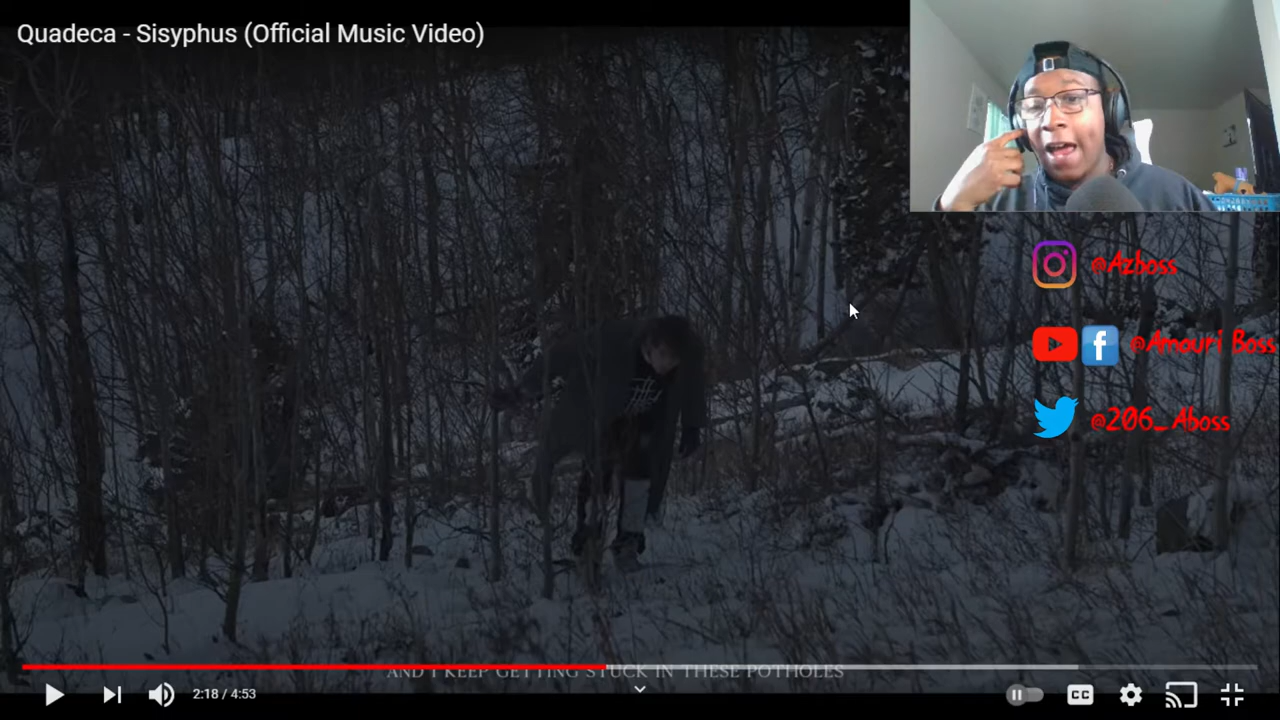 Quadeca - Sisyphus (Official Music Video)
@Azboss
@Amouri Boss
@206_Aboss
AND I KEEP GETTING STUCK IN THESE POTHOLES
2:18 / 4:53
CC